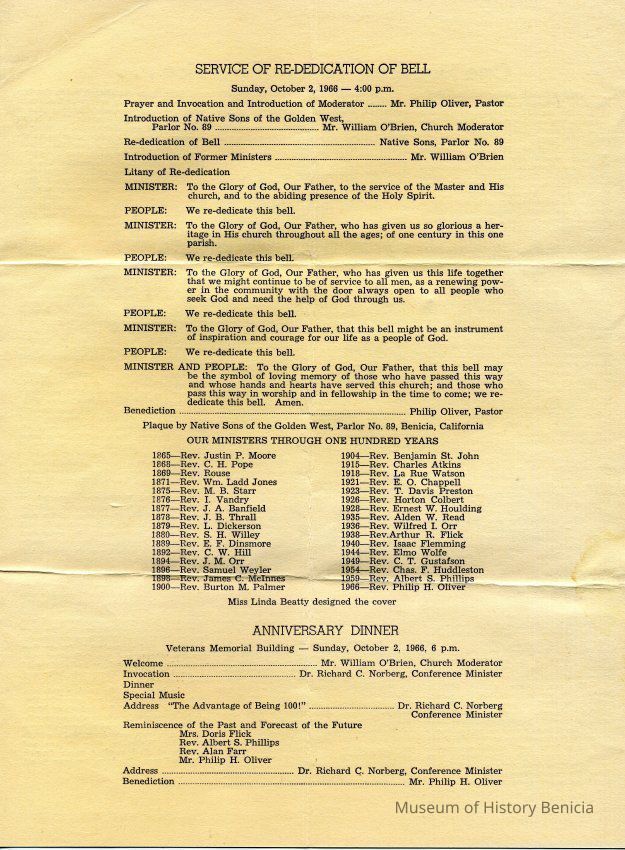 SERVICE OF RE-DEDICATION OF BELL
Sunday, October 2, 1966 — 4:00 p.m.
Prayer and Invocation and Introduction of Moderator ........ Mr. Philip Oliver, Pastor
Introduction of Native Sons of the Golden West,
Parlor No. 89 .................................... Mr. William O'Brien, Church Moderator
Re-dedication of Bell .................................................... Native Sons, Parlor No. 89
Introduction of Former Ministers ............................................. Mr. William O'Brien
Litany of Re-dedication
MINISTER: To the Glory of God, Our Father, to the service of the Master and His
church, and to the abiding presence of the Holy Spirit.
PEOPLE: We re-dedicate this bell.
MINISTER: To the Glory of God, Our Father, who has given us so glorious a her-
itage in His church throughout all the ages; of one century in this one
parish.
PEOPLE: We re-dedicate this bell.
MINISTER: To the Glory of God, Our Father, who has given us this life together
that we might continue to be of service to all men, as a renewing pow-
er in the community with the door always open to all people who
seek God and need the help of God through us.
PEOPLE: We re-dedicate this bell.
MINISTER: To the Glory of God, Our Father, that this bell might be an instrument
of inspiration and courage for our life as a people of God.
PEOPLE: We re-dedicate this bell.
MINISTER AND PEOPLE: To the Glory of God, Our Father, that this bell may
be the symbol of loving memory of those who have passed this way
and whose hands and hearts have served this church; and those who
pass this way in worship and in fellowship in the time to come; we re-
dedicate this bell. Amen.
Benediction ................................................................................ Philip Oliver, Pastor
Plaque by Native Sons of the Golden West, Parlor No. 89, Benicia, California
OUR MINISTERS THROUGH ONE HUNDRED YEARS
1865—Rev. Justin P. Moore
1868—Rev. C. H. Pope
1869—Rev. Rouse
1871—Rev. Wm. Ladd Jones
1875—Rev. M. B. Starr
1876—Rev. I. Vandry
1877—Rev. J. A. Banfield
1878—Rev. J. B. Thrall
1879—Rev. L. Dickerson
1880—Rev. S. H. Willey
1889—Rev. E. F. Dinsmore
1892—Rev. C. W. Hill
1894—Rev. J. M. Orr
1896—Rev. Samuel Weyler
1898—Rev. James C. McInnes
1900—Rev. Burton M. Palmer
1904—Rev. Benjamin St. John
1915—Rev. Charles Atkins
1918—Rev. La Rue Watson
1921—Rev. E. O. Chappell
1923—Rev. T. Davis Preston
1926—Rev. Horton Colbert
1928—Rev. Ernest W. Houlding
1935—Rev. Alden W. Read
1936—Rev. Wilfred I. Orr
1938—Rev.Arthur R. Flick
1940—Rev. Isaac Flemming
1944—Rev. Elmo Wolfe
1949—Rev. C. T. Gustafson
1954—Rev. Chas. F. Huddleston
1959—Rev. Albert S. Phillips
1966—Rev. Philip H. Oliver
Miss Linda Beatty designed the cover
ANNIVERSARY DINNER
Veterans Memorial Building — Sunday, October 2, 1966, 6 p.m.
Welcome .................................................... Mr. William O'Brien, Church Moderator
Invocation .......................................... Dr. Richard C. Norberg, Conference Minister
Dinner
Special Music
Address "The Advantage of Being 100!" .............................. Dr. Richard C. Norberg
Conference Minister
Reminiscence of the Past and Forecast of the Future
Mrs. Doris Flick
Rev. Albert S. Phillips
Rev. Alan Farr
Mr. Philip H. Oliver
Address .............................................. Dr. Richard C. Norberg, Conference Minister
Benediction ................................................................................ Mr. Philip H. Oliver
Museum of History Benicia